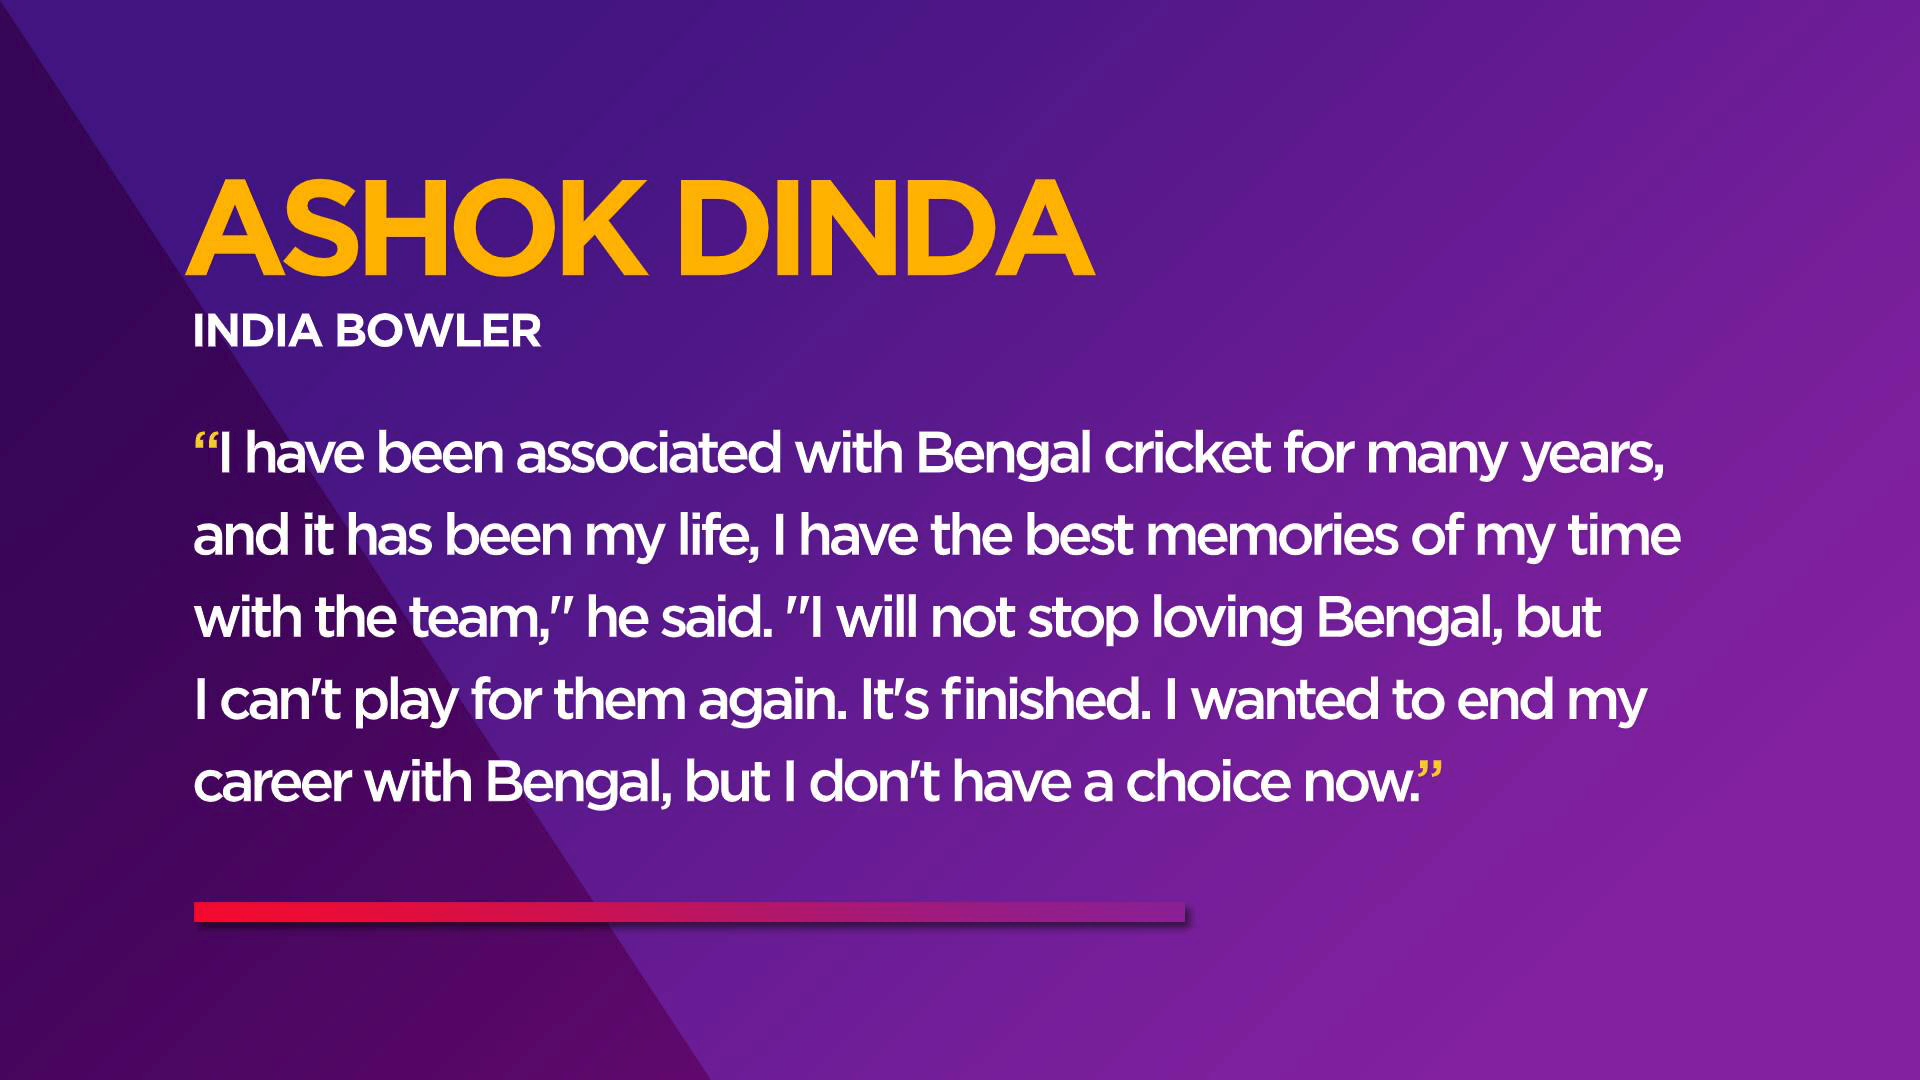 ASHOK DINDA
INDIA BOWLER
“I have been associated with Bengal cricket for many years,
and it has been my life, I have the best memories of my time
with the team," he said. "I will not stop loving Bengal, but
I can't play for them again. It's finished. I wanted to end my
career with Bengal, but I don't have a choice now.”